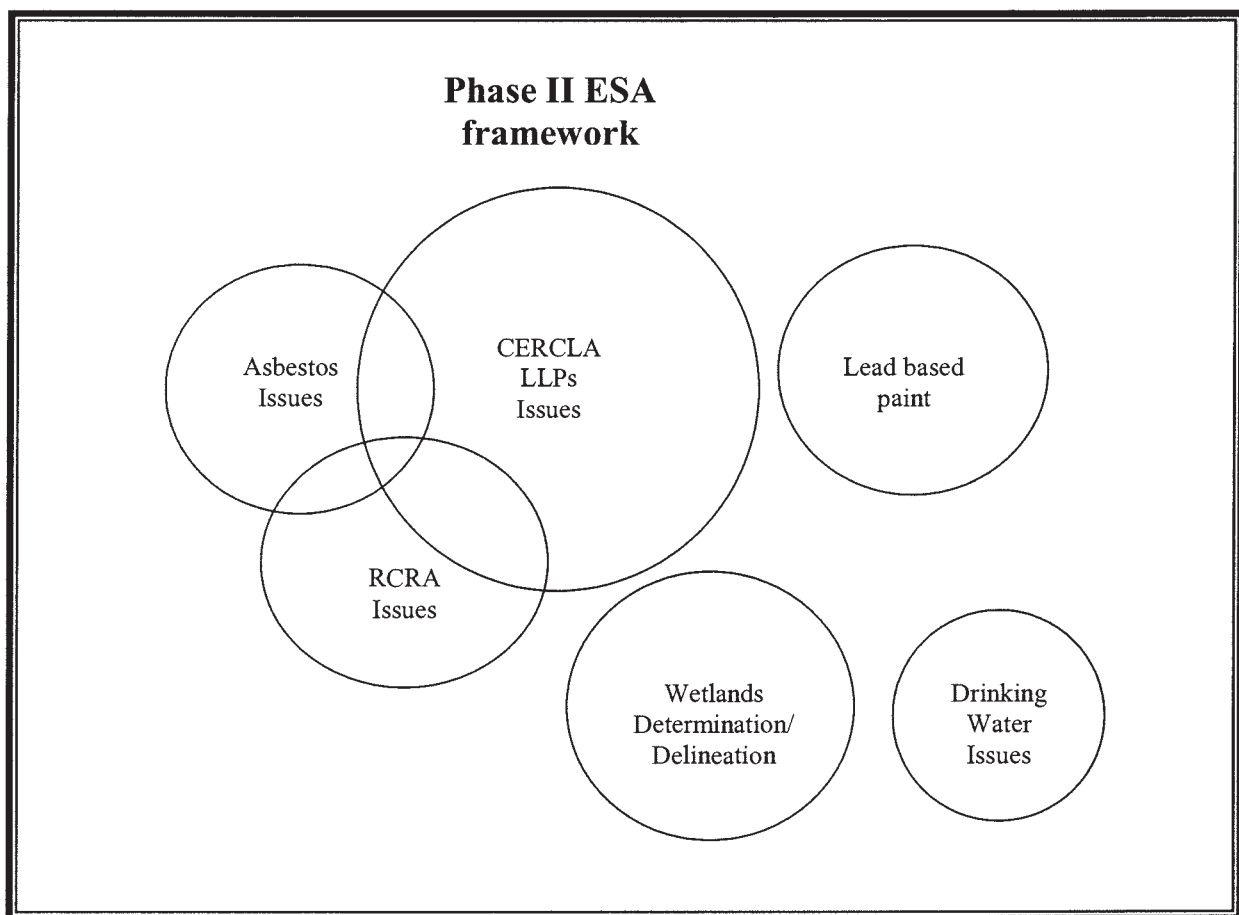 Phase II ESA
framework
Asbestos
Issues
CERCLA
LLPs
Issues
Lead based
paint
RCRA
Issues
Wetlands
Determination/
Delineation
Drinking
Water
Issues